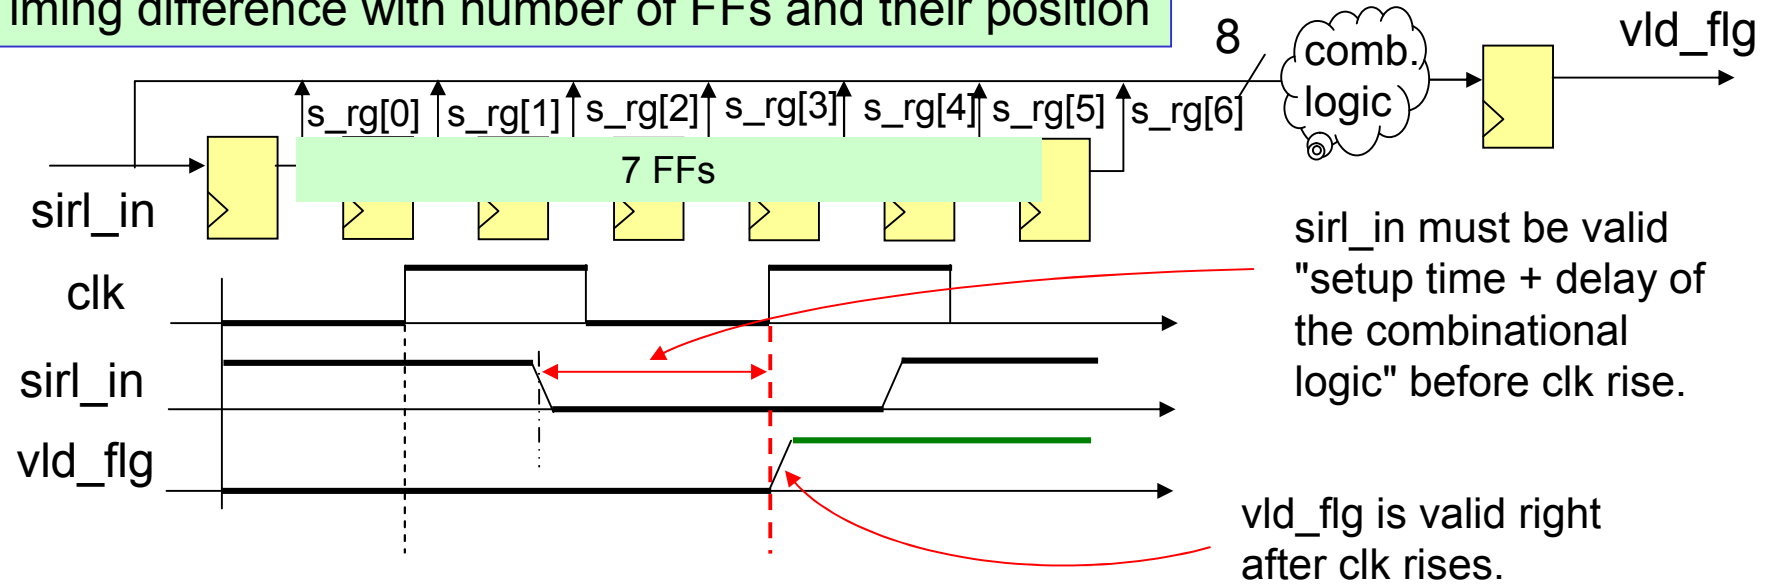 iming difference with number of FFs and their position
8
comb.
logic
vld_flg
s_rg[0]
s_rg[1]
s_rg[2]
s_rg[3]
s_rg[4]
s_rg[5]
s_rg[6]
7 FFs
sirl_in
clk
sirl_in
vld_flg
sirl_in must be valid
"setup time + delay of
the combinational
logic" before clk rise.
vld_flg is valid right
after clk rises.